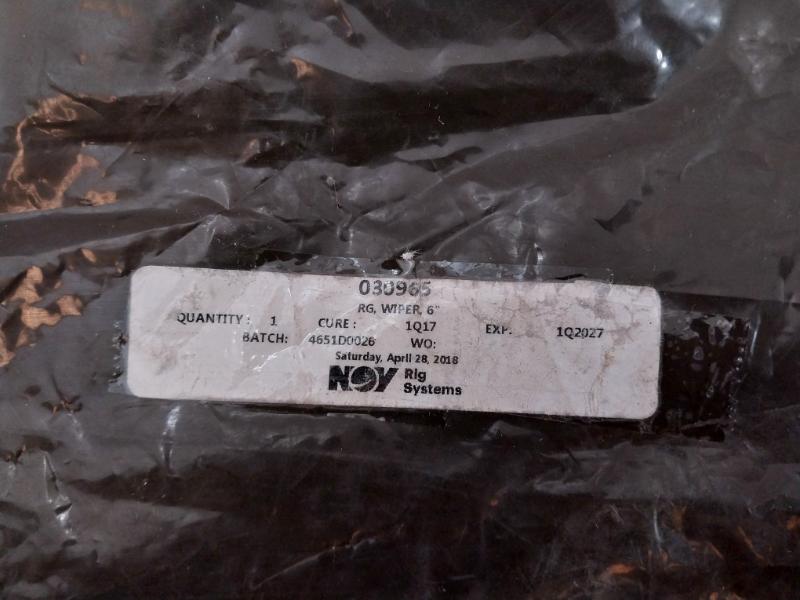 030965
RG, WIPER, 6"
QUANTITY: 1 CURE: 1Q17 EXP: 1Q2027
BATCH: 4651D0026 WO:
Saturday, April 28, 2018
NOV Rig
Systems